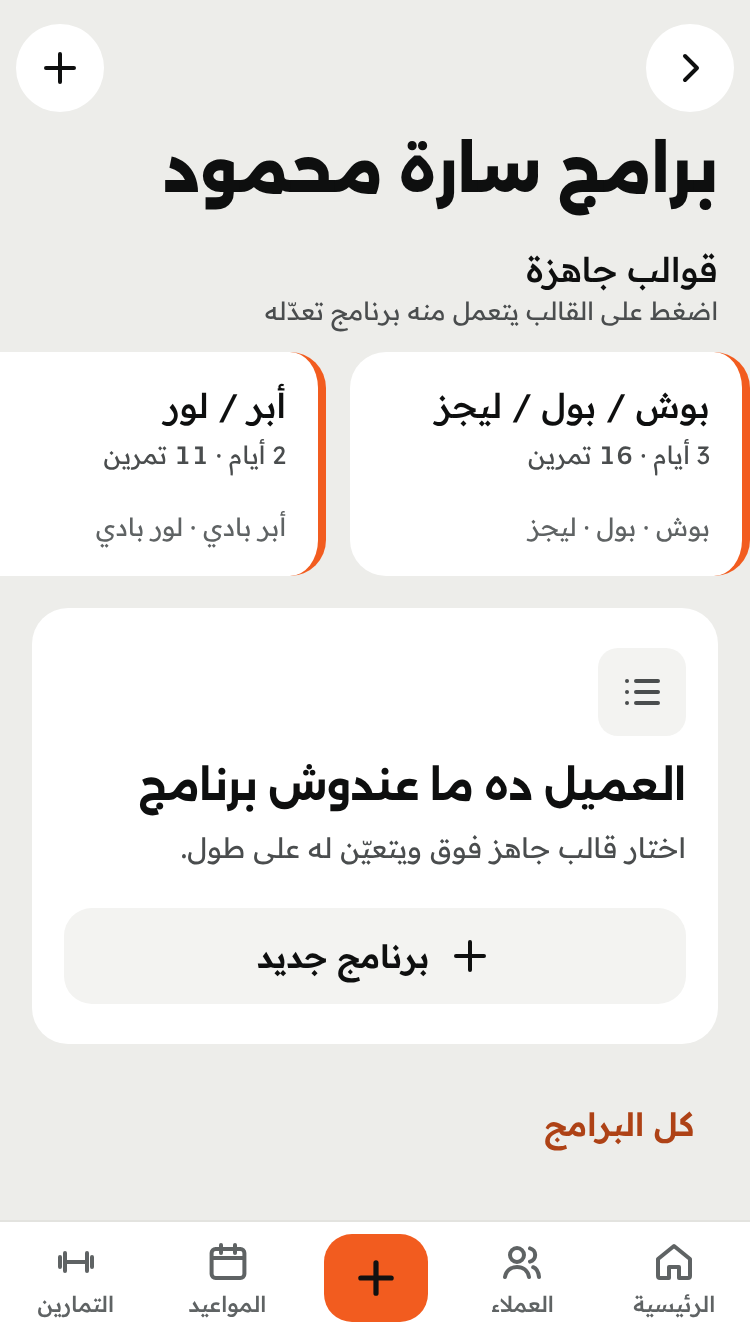 برامج سارة محمود
قوالب جاهزة
اضغط على القالب يتعمل منه برنامج تعدّله
بوش / بول / ليجز
3 أيام · 16 تمرين
بوش · بول · ليجز
أبر / لور
2 أيام · 11 تمرين
أبر بادي · لور بادي
العميل ده ما عندوش برنامج
اختار قالب جاهز فوق ويتعيّن له على طول.
برنامج جديد
كل البرامج
الرئيسية
العملاء
المواعيد
التمارين